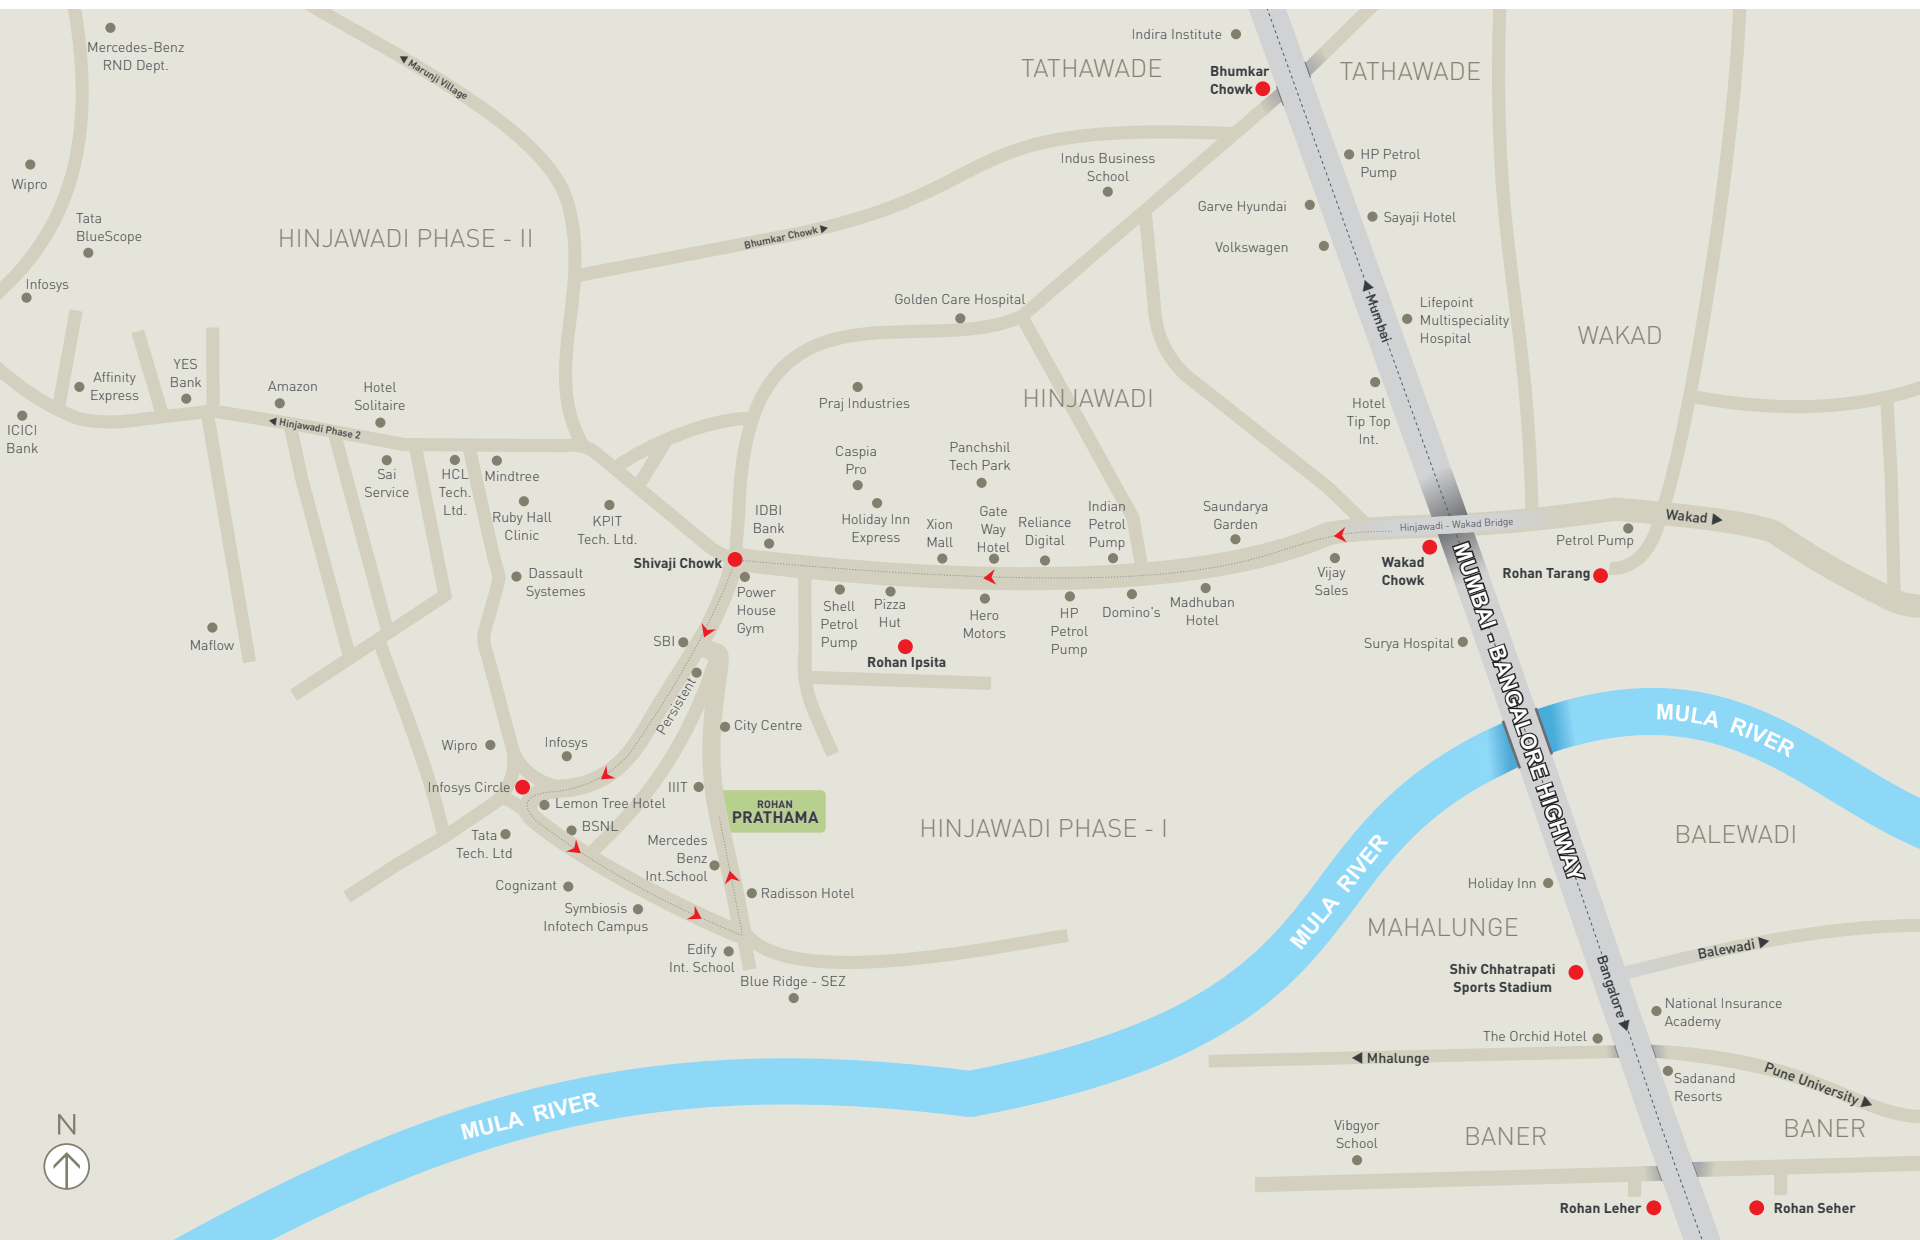 Mercedes-Benz
RND Dept.
Marunji Village
Indira Institute
TATHAWADE
Bhumkar
Chowk
TATHAWADE
Wipro
Indus Business
School
HP Petrol
Pump
Tata
BlueScope
HINJAWADI PHASE - II
Bhumkar Chowk
Garve Hyundai
Sayaji Hotel
Volkswagen
Infosys
Golden Care Hospital
Mumbai
Lifepoint
Multispeciality
Hospital
WAKAD
Affinity
Express
YES
Bank
Amazon
Hotel
Solitaire
Praj Industries
HINJAWADI
Hotel
Tip Top
Int.
ICICI
Bank
Hinjawadi Phase 2
Sai
Service
HCL
Tech.
Ltd.
Mindtree
Ruby Hall
Clinic
KPIT
Tech. Ltd.
IDBI
Bank
Caspia
Pro
Holiday Inn
Express
Panchshil
Tech Park
Xion
Mall
Gate
Way
Hotel
Reliance
Digital
Indian
Petrol
Pump
Saundarya
Garden
Hinjawadi - Wakad Bridge
Wakad
Petrol Pump
Shivaji Chowk
Dassault
Systemes
Power
House
Gym
Shell
Petrol
Pump
Pizza
Hut
Hero
Motors
HP
Petrol
Pump
Domino's
Madhuban
Hotel
Vijay
Sales
Wakad
Chowk
Rohan Tarang
Maflow
SBI
Rohan Ipsita
Surya Hospital
MUMBAI - BANGALORE HIGHWAY
Persistent
City Centre
MULA RIVER
Wipro
Infosys
Infosys Circle
Lemon Tree Hotel
IIIT
ROHAN
PRATHAMA
BSNL
Tata
Tech. Ltd
Mercedes
Benz
Int.School
HINJAWADI PHASE - I
MULA RIVER
BALEWADI
Cognizant
Radisson Hotel
Holiday Inn
Symbiosis
Infotech Campus
MAHALUNGE
Edify
Int. School
Blue Ridge - SEZ
Balewadi
Shiv Chhatrapati
Sports Stadium
Bangalore
National Insurance
Academy
The Orchid Hotel
Mhalunge
Sadanand
Resorts
Pune University
MULA RIVER
N
Vibgyor
School
BANER
BANER
Rohan Leher
Rohan Seher